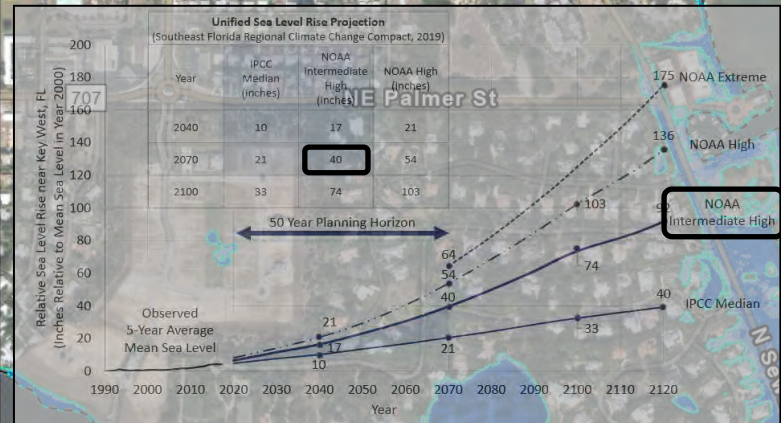 Unified Sea Level Rise Projection
(Southeast Florida Regional Climate Change Compact, 2019)
Year
IPCC
Median
(inches)
NOAA
Intermediate
High
(inches)
NOAA High
(Inches)
2040 10 17 21
2070 21 40 54
2100 33 74 103
Relative Sea Level Rise near Key West, FL
(Inches Relative to Mean Sea Level in Year 2000)
200
180
160
140
120
100
80
60
40
20
0
707
NE Palmer St
50 Year Planning Horizon
Observed
5-Year Average
Mean Sea Level
175 NOAA Extreme
136
NOAA High
103
NOAA
Intermediate High
64
54
40
74
40
IPCC Median
33
21
21
17
10
N Se
1990 2000 2010 2020 2030 2040 2050 2060 2070 2080 2090 2100 2110 2120
Year